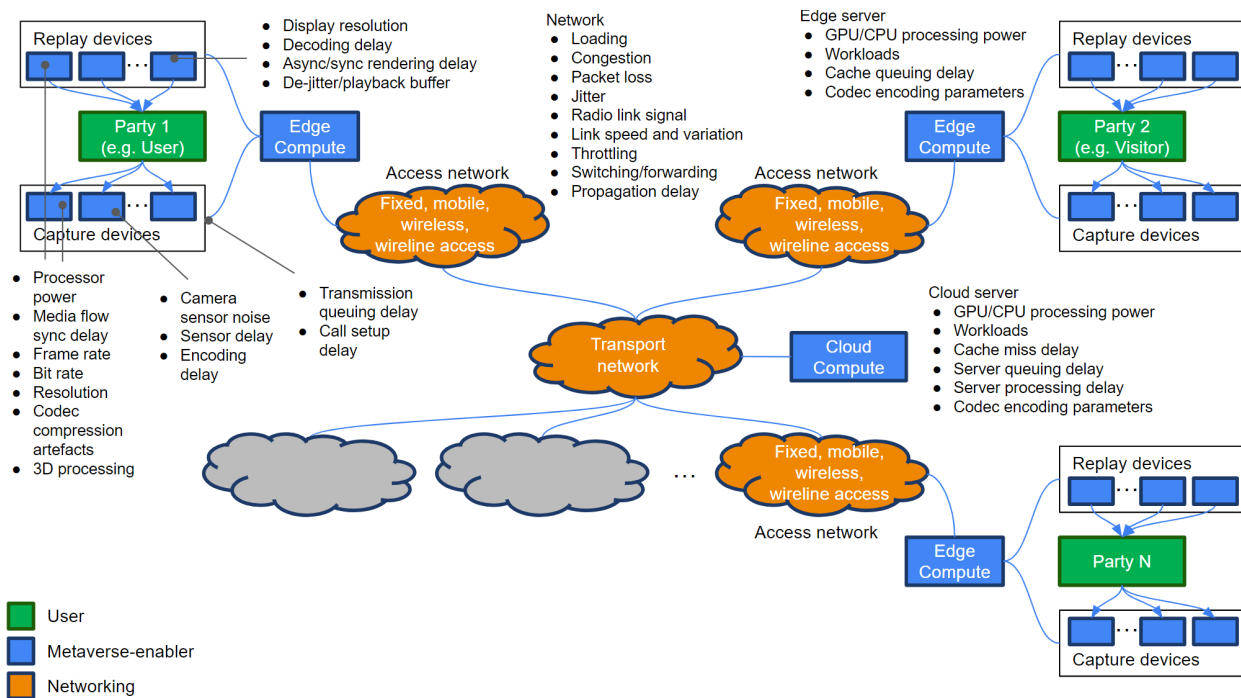 Replay devices
...
Party 1
(e.g. User)
...
Capture devices
● Display resolution
● Decoding delay
● Async/sync rendering delay
● De-jitter/playback buffer
Edge
Compute
● Processor
power
● Media flow
sync delay
● Frame rate
● Bit rate
● Resolution
● Codec
compression
artefacts
● 3D processing
● Camera
sensor noise
● Sensor delay
● Encoding
delay
● Transmission
queuing delay
● Call setup
delay
Network
● Loading
● Congestion
● Packet loss
● Jitter
● Radio link signal
● Link speed and variation
● Throttling
● Switching/forwarding
● Propagation delay
Access network
Fixed, mobile,
wireless,
wireline access
Edge server
● GPU/CPU processing power
● Workloads
● Cache queuing delay
● Codec encoding parameters
Edge
Compute
Access network
Fixed, mobile,
wireless,
wireline access
Replay devices
...
Party 2
(e.g. Visitor)
...
Capture devices
Transport
network
Cloud
Compute
Cloud server
● GPU/CPU processing power
● Workloads
● Cache miss delay
● Server queuing delay
● Server processing delay
● Codec encoding parameters
...
Fixed, mobile,
wireless,
wireline access
Access network
Edge
Compute
Replay devices
...
Party N
...
Capture devices
User
Metaverse-enabler
Networking